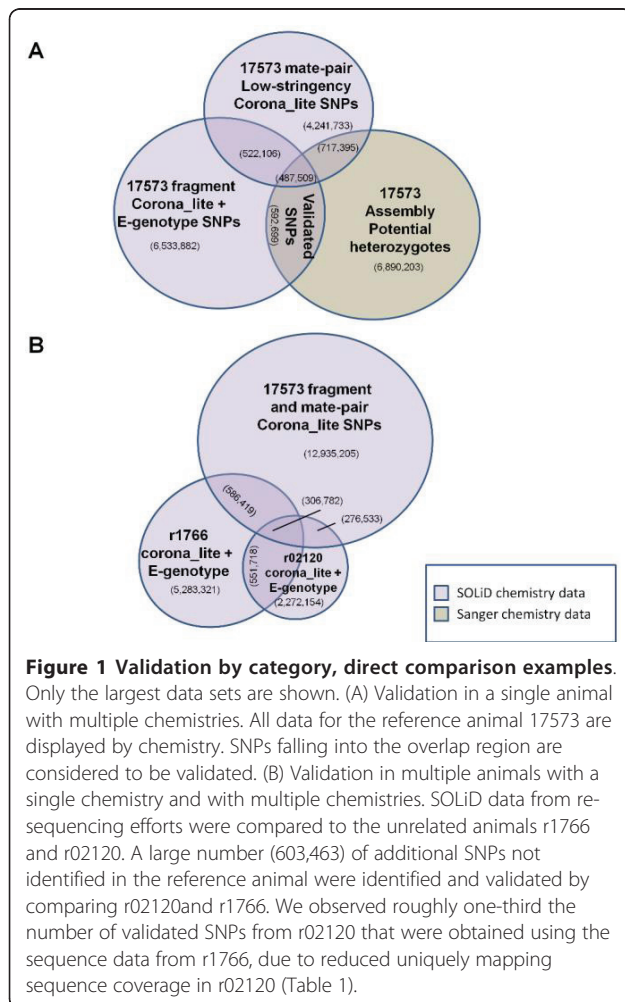 A
17573 mate-pair
Low-stringency
Corona_lite SNPs
(4,241,733)
(717,395)
(522,106)
(487,509)
17573 fragment
Corona_lite +
E-genotype SNPs
(6,533,882)
Validated
SNPs
(592,699)
17573
Assembly
Potential
heterozygotes
(6,890,203)
B
17573 fragment
and mate-pair
Corona_lite SNPs
(12,935,205)
(586,419)
(306,782)
(276,533)
r1766
corona_lite +
E-genotype
(5,283,321)
(551,718)
r02120
corona_lite +
E-genotype
(2,272,154)
SOLiD chemistry data
Sanger chemistry data
Figure 1 Validation by category, direct comparison examples.
Only the largest data sets are shown. (A) Validation in a single animal
with multiple chemistries. All data for the reference animal 17573 are
displayed by chemistry. SNPs falling into the overlap region are
considered to be validated. (B) Validation in multiple animals with a
single chemistry and with multiple chemistries. SOLiD data from re-
sequencing efforts were compared to the unrelated animals r1766
and r02120. A large number (603,463) of additional SNPs not
identified in the reference animal were identified and validated by
comparing r02120and r1766. We observed roughly one-third the
number of validated SNPs from r02120 that were obtained using the
sequence data from r1766, due to reduced uniquely mapping
sequence coverage in r02120 (Table 1).